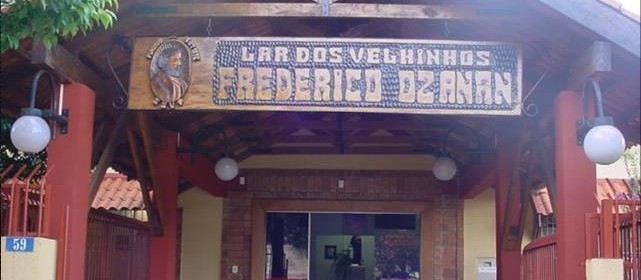 LAR DOS VELHINHOS
FREDERICO OZANAN
59